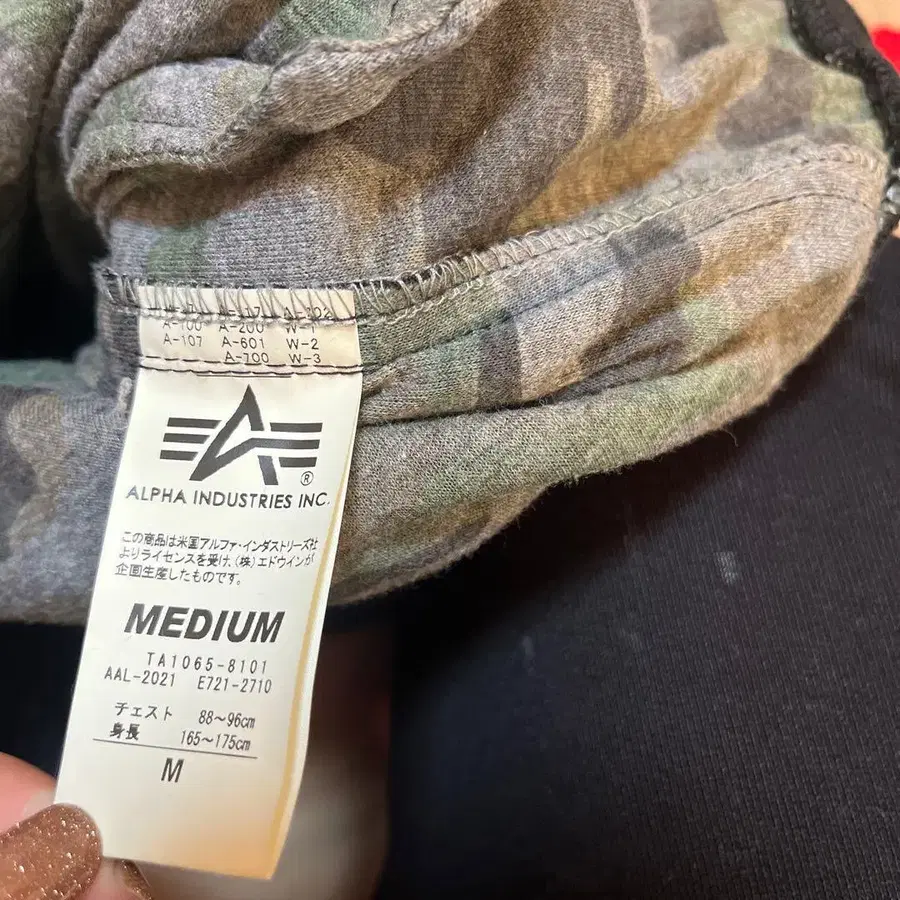 A-100 A-200 W-1
A-107 A-601 W-2
A-700 W-3
ALPHA INDUSTRIES INC.
®
この商品は米国アルファ・インダストリーズ社
よりライセンスを受け、(株)エドウインが
企画生産したものです。
MEDIUM
TA1065-8101
AAL-2021 E721-2710
チェスト 88〜96cm
身長 165〜175cm
M